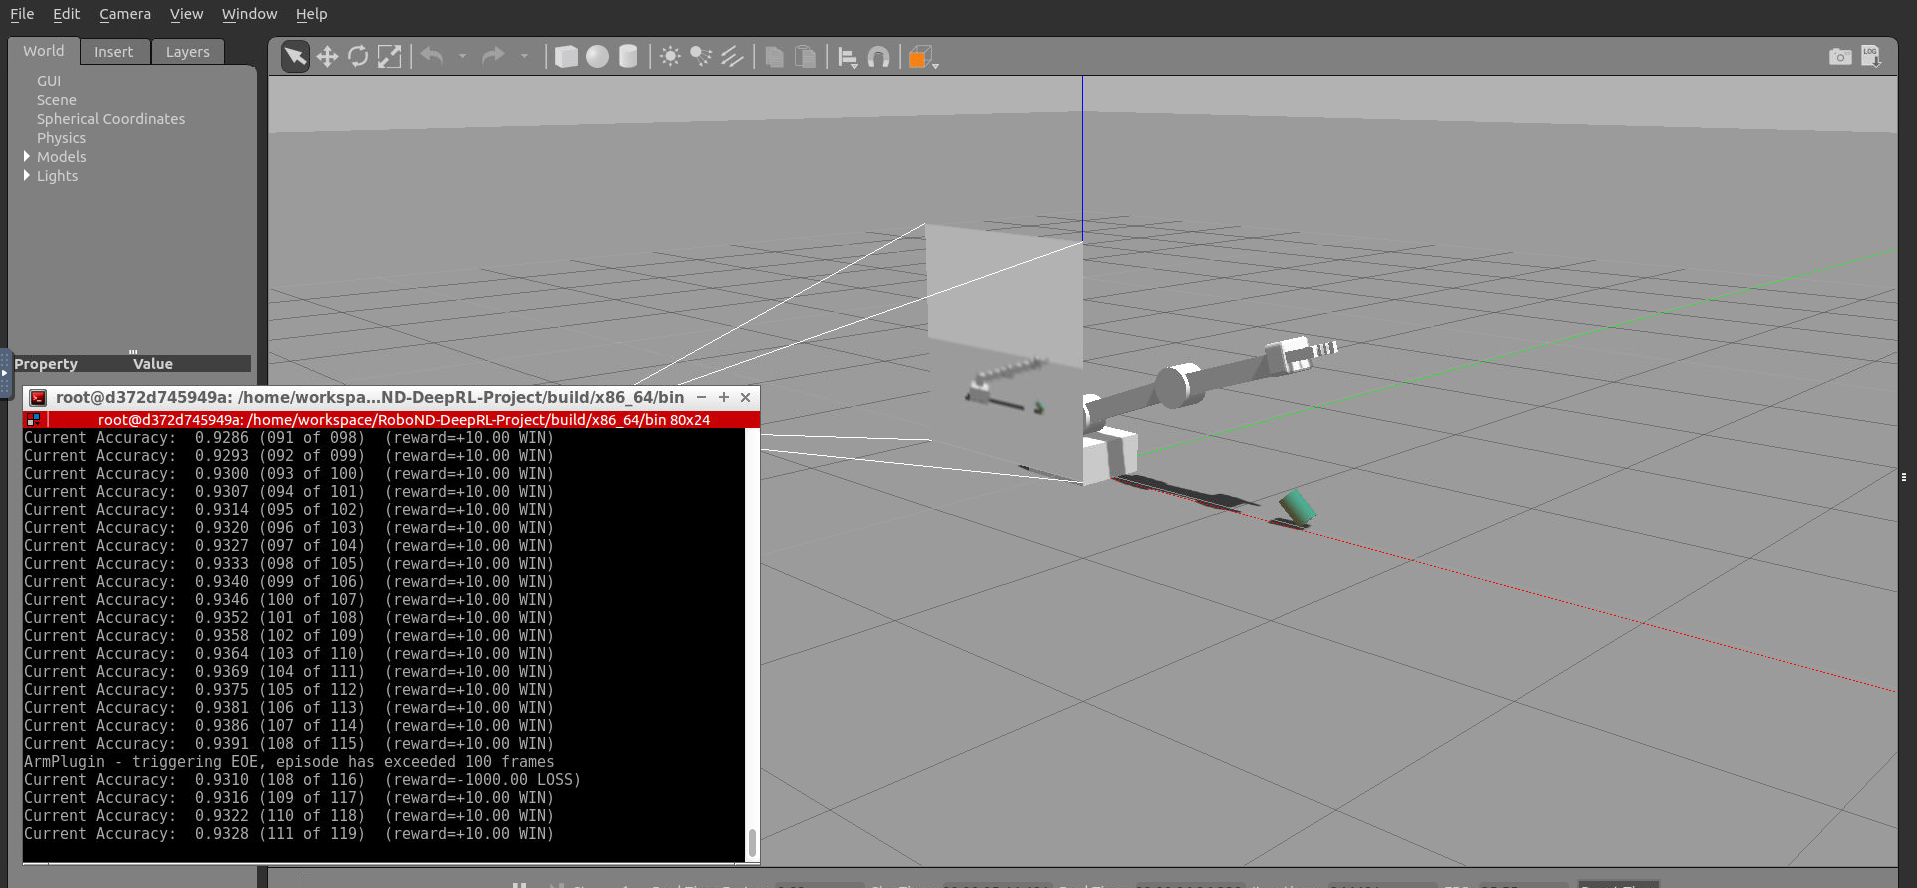 File Edit Camera View Window Help
World Insert Layers
GUI
Scene
Spherical Coordinates
Physics
Models
Lights
LOG
Property Value
root@d372d745949a: /home/workspa...ND-DeepRL-Project/build/x86_64/bin
root@d372d745949a: /home/workspace/RoboND-DeepRL-Project/build/x86_64/bin 80x24
Current Accuracy: 0.9286 (091 of 098) (reward=+10.00 WIN)
Current Accuracy: 0.9293 (092 of 099) (reward=+10.00 WIN)
Current Accuracy: 0.9300 (093 of 100) (reward=+10.00 WIN)
Current Accuracy: 0.9307 (094 of 101) (reward=+10.00 WIN)
Current Accuracy: 0.9314 (095 of 102) (reward=+10.00 WIN)
Current Accuracy: 0.9320 (096 of 103) (reward=+10.00 WIN)
Current Accuracy: 0.9327 (097 of 104) (reward=+10.00 WIN)
Current Accuracy: 0.9333 (098 of 105) (reward=+10.00 WIN)
Current Accuracy: 0.9340 (099 of 106) (reward=+10.00 WIN)
Current Accuracy: 0.9346 (100 of 107) (reward=+10.00 WIN)
Current Accuracy: 0.9352 (101 of 108) (reward=+10.00 WIN)
Current Accuracy: 0.9358 (102 of 109) (reward=+10.00 WIN)
Current Accuracy: 0.9364 (103 of 110) (reward=+10.00 WIN)
Current Accuracy: 0.9369 (104 of 111) (reward=+10.00 WIN)
Current Accuracy: 0.9375 (105 of 112) (reward=+10.00 WIN)
Current Accuracy: 0.9381 (106 of 113) (reward=+10.00 WIN)
Current Accuracy: 0.9386 (107 of 114) (reward=+10.00 WIN)
Current Accuracy: 0.9391 (108 of 115) (reward=+10.00 WIN)
ArmPlugin - triggering EOE, episode has exceeded 100 frames
Current Accuracy: 0.9310 (108 of 116) (reward=-1000.00 LOSS)
Current Accuracy: 0.9316 (109 of 117) (reward=+10.00 WIN)
Current Accuracy: 0.9322 (110 of 118) (reward=+10.00 WIN)
Current Accuracy: 0.9328 (111 of 119) (reward=+10.00 WIN)